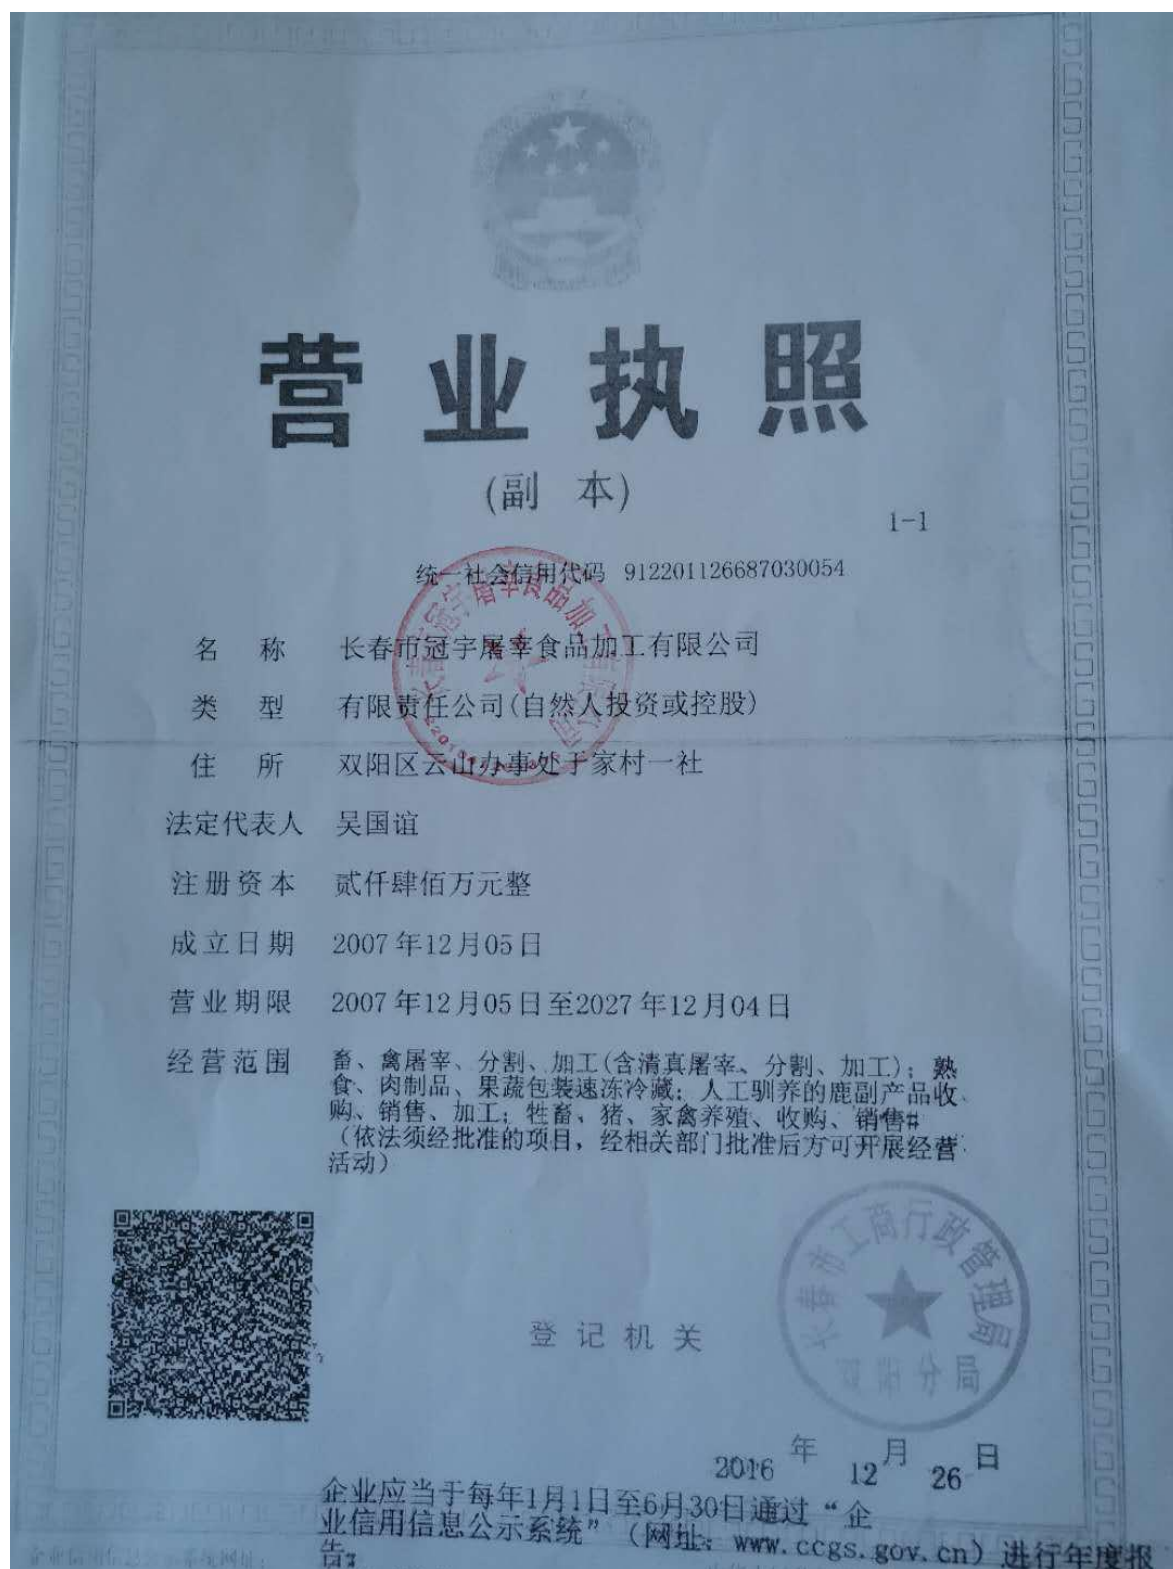 营业执照
(副 本)
1-1
统一社会信用代码 912201126687030054
名 称 长春市冠宇屠宰食品加工有限公司
类 型 有限责任公司(自然人投资或控股)
住 所 双阳区云山办事处于家村一社
法定代表人 吴国谊
注册资本 贰仟肆佰万元整
成立日期 2007年12月05日
营业期限 2007年12月05日至2027年12月04日
经营范围 畜、禽屠宰、分割、加工(含清真屠宰、分割、加工);熟
食、肉制品、果蔬包装速冻冷藏;人工驯养的鹿副产品收
购、销售、加工;牲畜、猪、家禽养殖、收购、销售#
(依法须经批准的项目,经相关部门批准后方可开展经营
活动)
长春市工商行政管理局
双阳分局
登记机关
2016年12月26日
企业应当于每年1月1日至6月30日通过“企
业信用信息公示系统”(网址:www.ccgs.gov.cn)进行年度报
告。